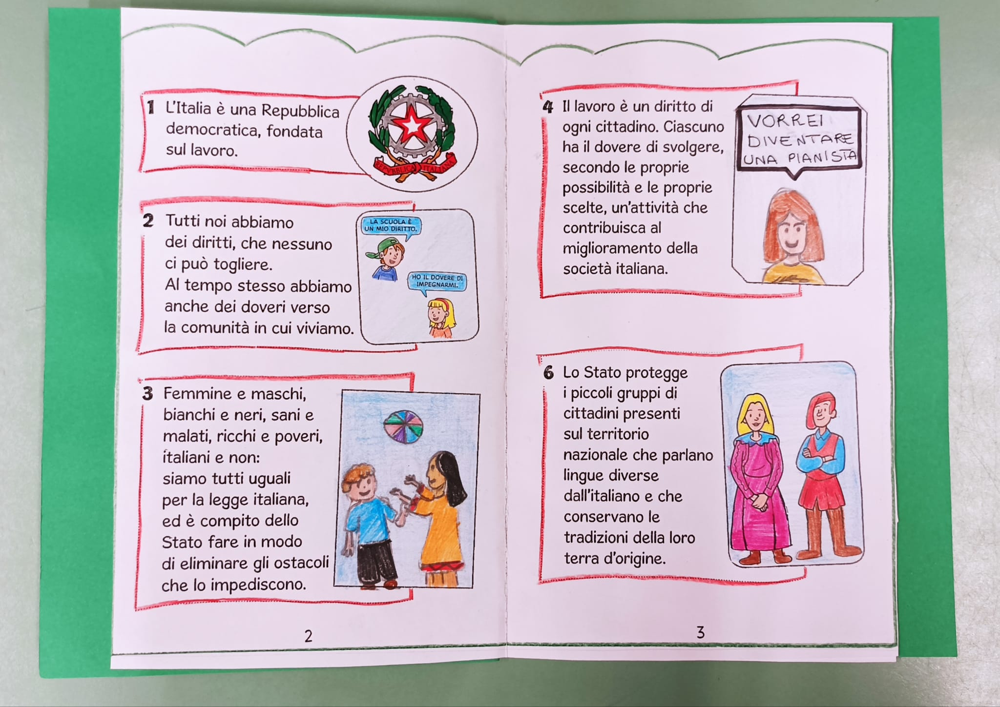 1 L'Italia è una Repubblica
democratica, fondata
sul lavoro.
REPVBBLICA ITALIANA
2 Tutti noi abbiamo
dei diritti, che nessuno
ci può togliere.
Al tempo stesso abbiamo
anche dei doveri verso
la comunità in cui viviamo.
LA SCUOLA È
UN MIO DIRITTO.
HO IL DOVERE DI
IMPEGNARMI.
3 Femmine e maschi,
bianchi e neri, sani e
malati, ricchi e poveri,
italiani e non:
siamo tutti uguali
per la legge italiana,
ed è compito dello
Stato fare in modo
di eliminare gli ostacoli
che lo impediscono.
2
4 Il lavoro è un diritto di
ogni cittadino. Ciascuno
ha il dovere di svolgere,
secondo le proprie
possibilità e le proprie
scelte, un'attività che
contribuisca al
miglioramento della
società italiana.
VORREI
DIVENTARE
UNA PIANISTA
6 Lo Stato protegge
i piccoli gruppi di
cittadini presenti
sul territorio
nazionale che parlano
lingue diverse
dall'italiano e che
conservano le
tradizioni della loro
terra d'origine.
3